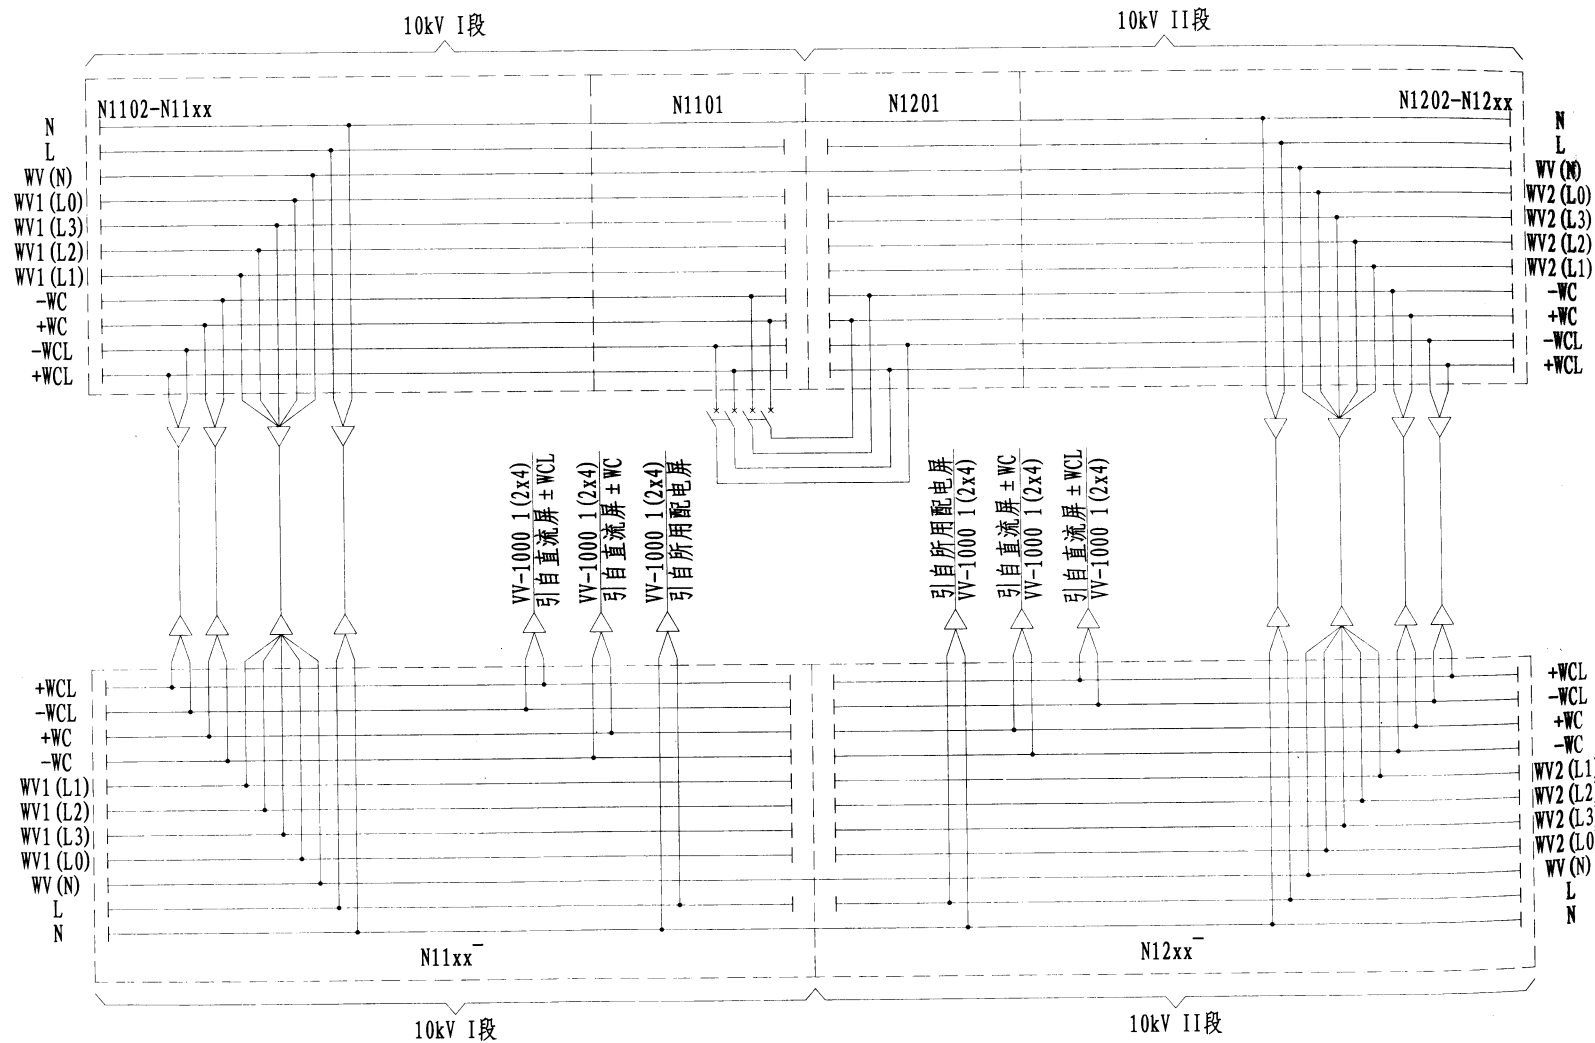 10kV I段
10kV II段
N1102-N11xx
N1101
N1201
N1202-N12xx
N
L
WV(N)
WV1(L0)
WV1(L3)
WV1(L2)
WV1(L1)
-WC
+WC
-WCL
+WCL
N
L
WV(N)
WV2(L0)
WV2(L3)
WV2(L2)
WV2(L1)
-WC
+WC
-WCL
+WCL
VV-1000 1(2x4)
引自直流屏±WCL
VV-1000 1(2x4)
引自直流屏±WC
VV-1000 1(2x4)
引自所用配电屏
引自所用配电屏
VV-1000 1(2x4)
引自直流屏±WC
VV-1000 1(2x4)
引自直流屏±WCL
VV-1000 1(2x4)
+WCL
-WCL
+WC
-WC
WV1(L1)
WV1(L2)
WV1(L3)
WV1(L0)
WV(N)
L
N
+WCL
-WCL
+WC
-WC
WV2(L1)
WV2(L2
WV2(L3
WV2(L0
WV(N)
L
N
N11xx
N12xx
10kV I段
10kV II段